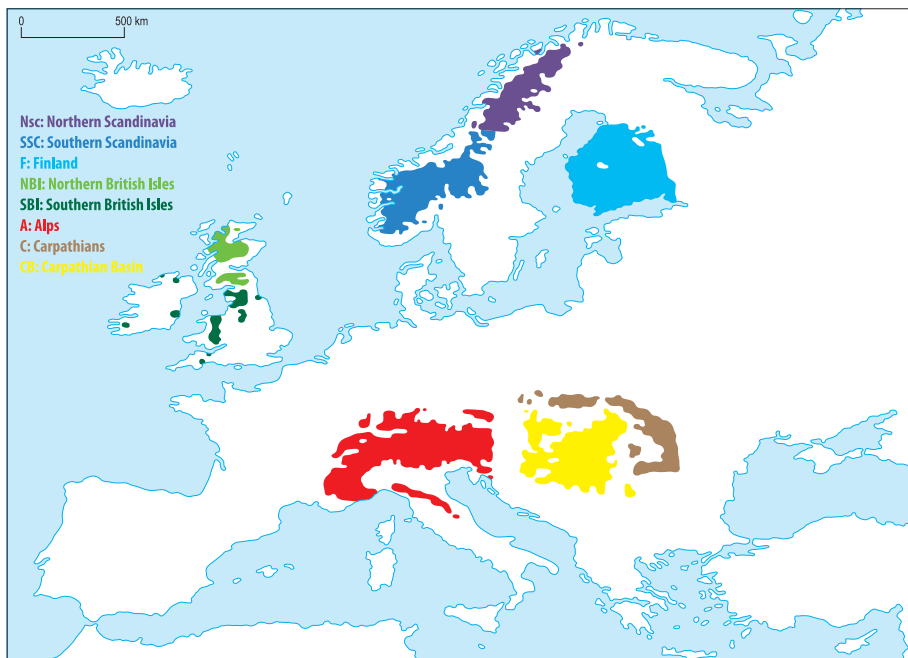 0 500 km
Nsc: Northern Scandinavia
SSC: Southern Scandinavia
F: Finland
NBI: Northern British Isles
SBI: Southern British Isles
A: Alps
C: Carpathians
CB: Carpathian Basin